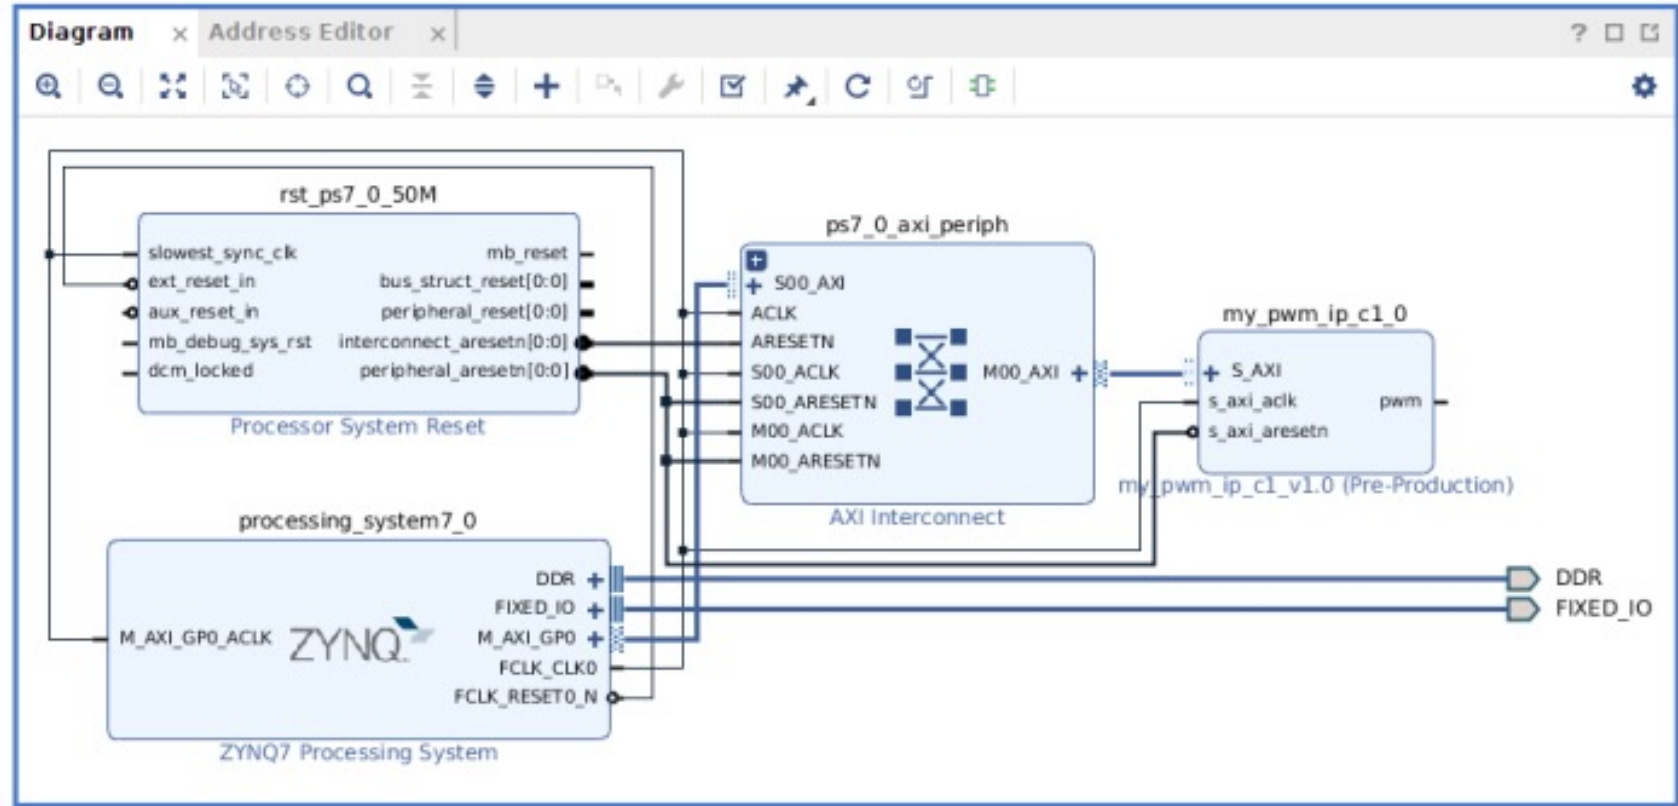 Diagram × Address Editor ×
?
rst_ps7_0_50M
slowest_sync_clk mb_reset
ext_reset_in bus_struct_reset[0:0]
aux_reset_in peripheral_reset[0:0]
mb_debug_sys_rst interconnect_aresetn[0:0]
dcm_locked peripheral_aresetn[0:0]
Processor System Reset
ps7_0_axi_periph
S00_AXI
ACLK
ARESETN
S00_ACLK M00_AXI
S00_ARESETN
M00_ACLK
M00_ARESETN
AXI Interconnect
my_pwm_ip_c1_0
S_AXI
s_axi_aclk pwm
s_axi_aresetn
my_pwm_ip_c1_v1.0 (Pre-Production)
processing_system7_0
DDR
FIXED_IO
M_AXI_GP0_ACLK ZYNQ M_AXI_GP0
FCLK_CLK0
FCLK_RESET0_N
ZYNQ7 Processing System
DDR
FIXED_IO